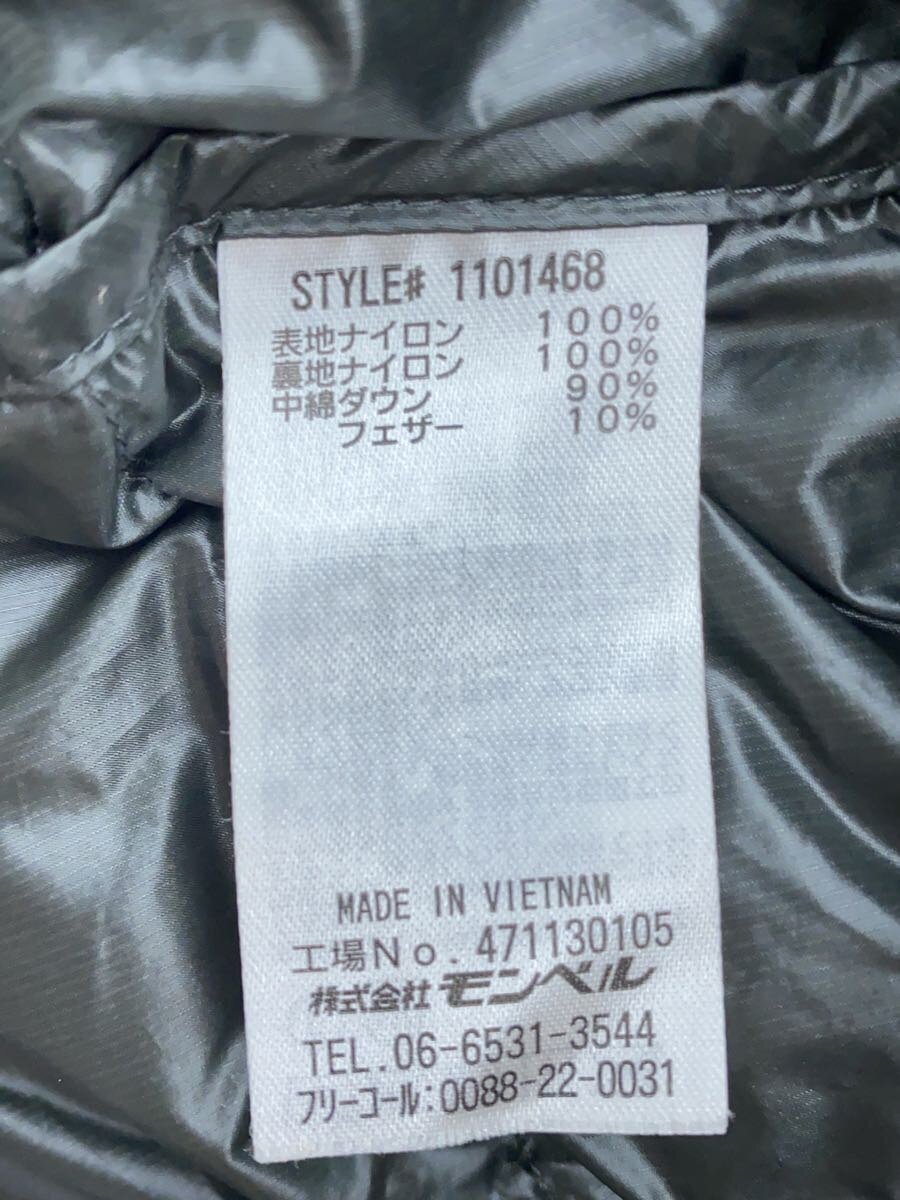 STYLE# 1101468
表地ナイロン 100%
裏地ナイロン 100%
中綿ダウン 90%
フェザー 10%
MADE IN VIETNAM
工場No.471130105
株式会社 モンベル
TEL.06-6531-3544
フリーコール:0088-22-0031